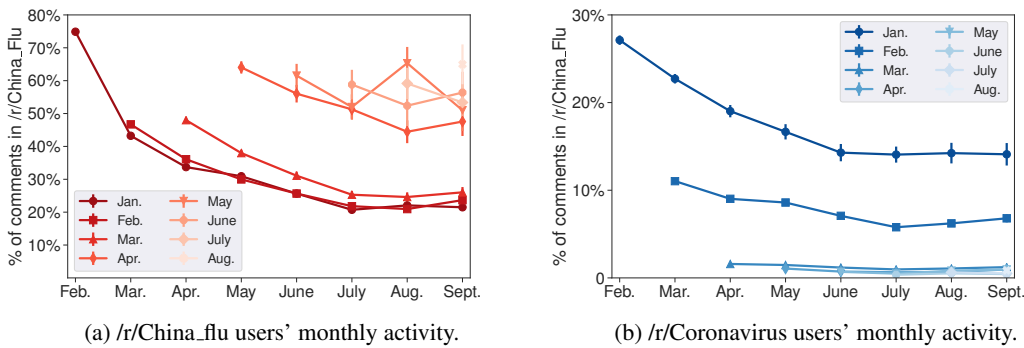 80%
70%
60%
50%
40%
30%
20%
10%
% of comments in /r/China_Flu
Jan.
Feb.
Mar.
Apr.
May
June
July
Aug.
Feb. Mar. Apr. May June July Aug. Sept.
(a) /r/China_flu users' monthly activity.
30%
20%
10%
0
% of comments in /r/China_Flu
Jan.
Feb.
Mar.
Apr.
May
June
July
Aug.
Feb. Mar. Apr. May June July Aug. Sept.
(b) /r/Coronavirus users' monthly activity.